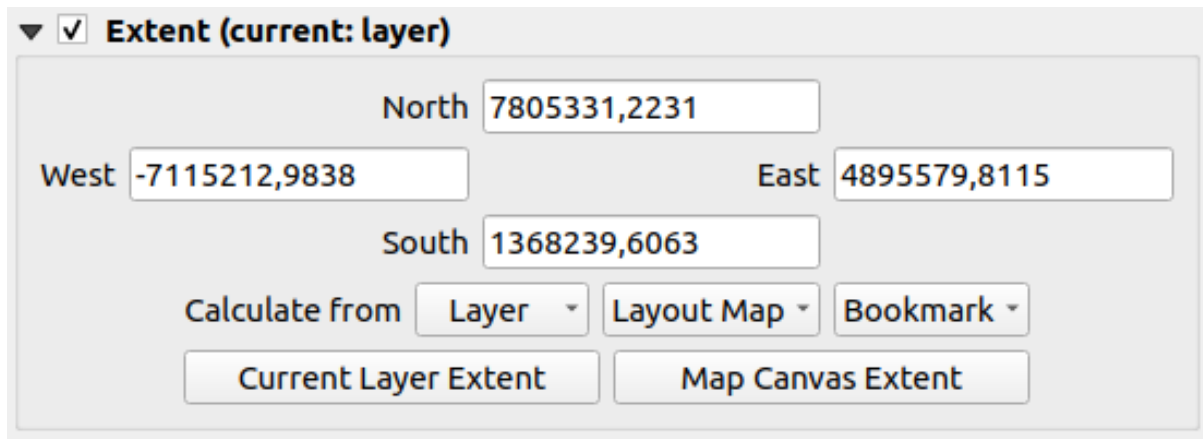 Extent (current: layer)
North 7805331,2231
West -7115212,9838 East 4895579,8115
South 1368239,6063
Calculate from Layer Layout Map Bookmark
Current Layer Extent Map Canvas Extent